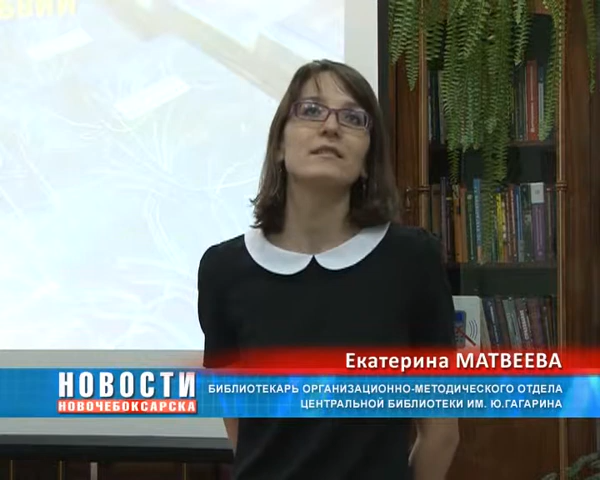 Екатерина МАТВЕЕВА
НОВОСТИ
НОВОЧЕБОКСАРСКА
БИБЛИОТЕКАРЬ ОРГАНИЗАЦИОННО-МЕТОДИЧЕСКОГО ОТДЕЛА
ЦЕНТРАЛЬНОЙ БИБЛИОТЕКИ ИМ. Ю.ГАГАРИНА